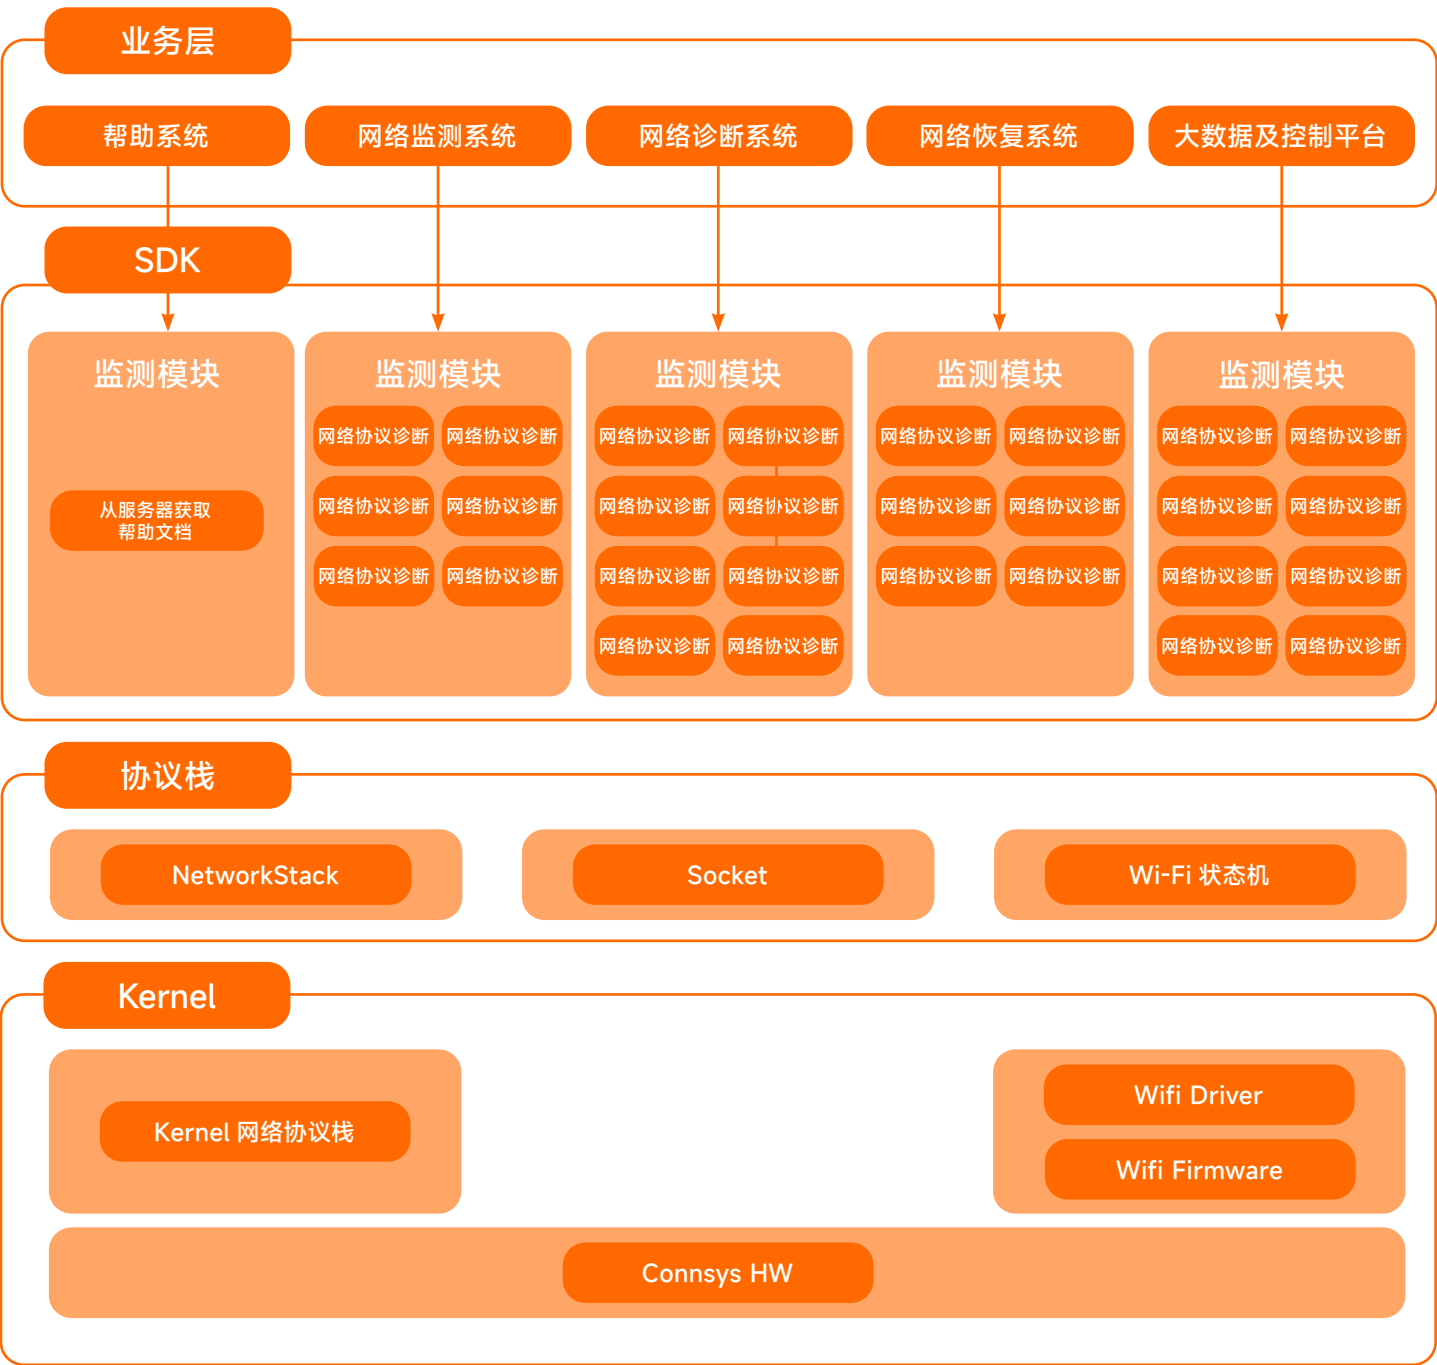 业务层
帮助系统
网络监测系统
网络诊断系统
网络恢复系统
大数据及控制平台
SDK
监测模块
从服务器获取
帮助文档
监测模块
网络协议诊断 网络协议诊断
网络协议诊断 网络协议诊断
网络协议诊断 网络协议诊断
监测模块
网络协议诊断 网络协议诊断
网络协议诊断 网络协议诊断
网络协议诊断 网络协议诊断
网络协议诊断 网络协议诊断
监测模块
网络协议诊断 网络协议诊断
网络协议诊断 网络协议诊断
网络协议诊断 网络协议诊断
监测模块
网络协议诊断 网络协议诊断
网络协议诊断 网络协议诊断
网络协议诊断 网络协议诊断
网络协议诊断 网络协议诊断
协议栈
NetworkStack
Socket
Wi-Fi 状态机
Kernel
Kernel 网络协议栈
Wifi Driver
Wifi Firmware
Connsys HW